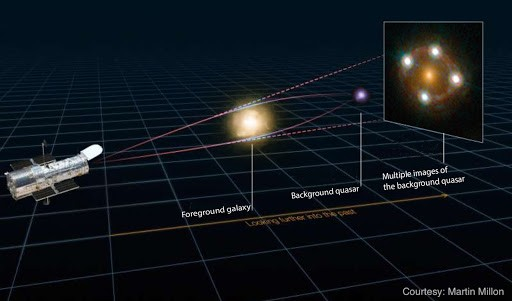 Foreground galaxy
Background quasar
Multiple images of
the background quasar
Looking further into the past
Courtesy: Martin Millon